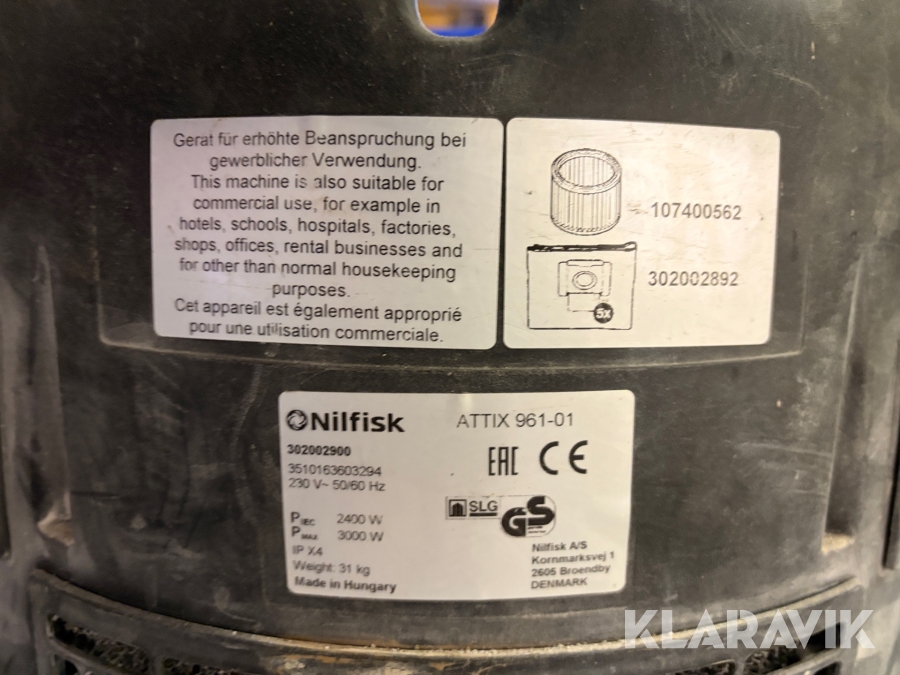 Gerät für erhöhte Beanspruchung bei
gewerblicher Verwendung.
This machine is also suitable for
commercial use, for example in
hotels, schools, hospitals, factories,
shops, offices, rental businesses and
for other than normal housekeeping
purposes.
Cet appareil est également approprié
pour une utilisation commerciale.
107400562
302002892
5x
Nilfisk
ATTIX 961-01
302002900
3510163603294
230 V~ 50/60 Hz
EAC CE
PIEC 2400 W
PMAX 3000 W
IP X4
Weight: 31 kg
Made in Hungary
SLG
GS
Nilfisk A/S
Kornmarksvej 1
2605 Broendby
DENMARK
KLARAVIK